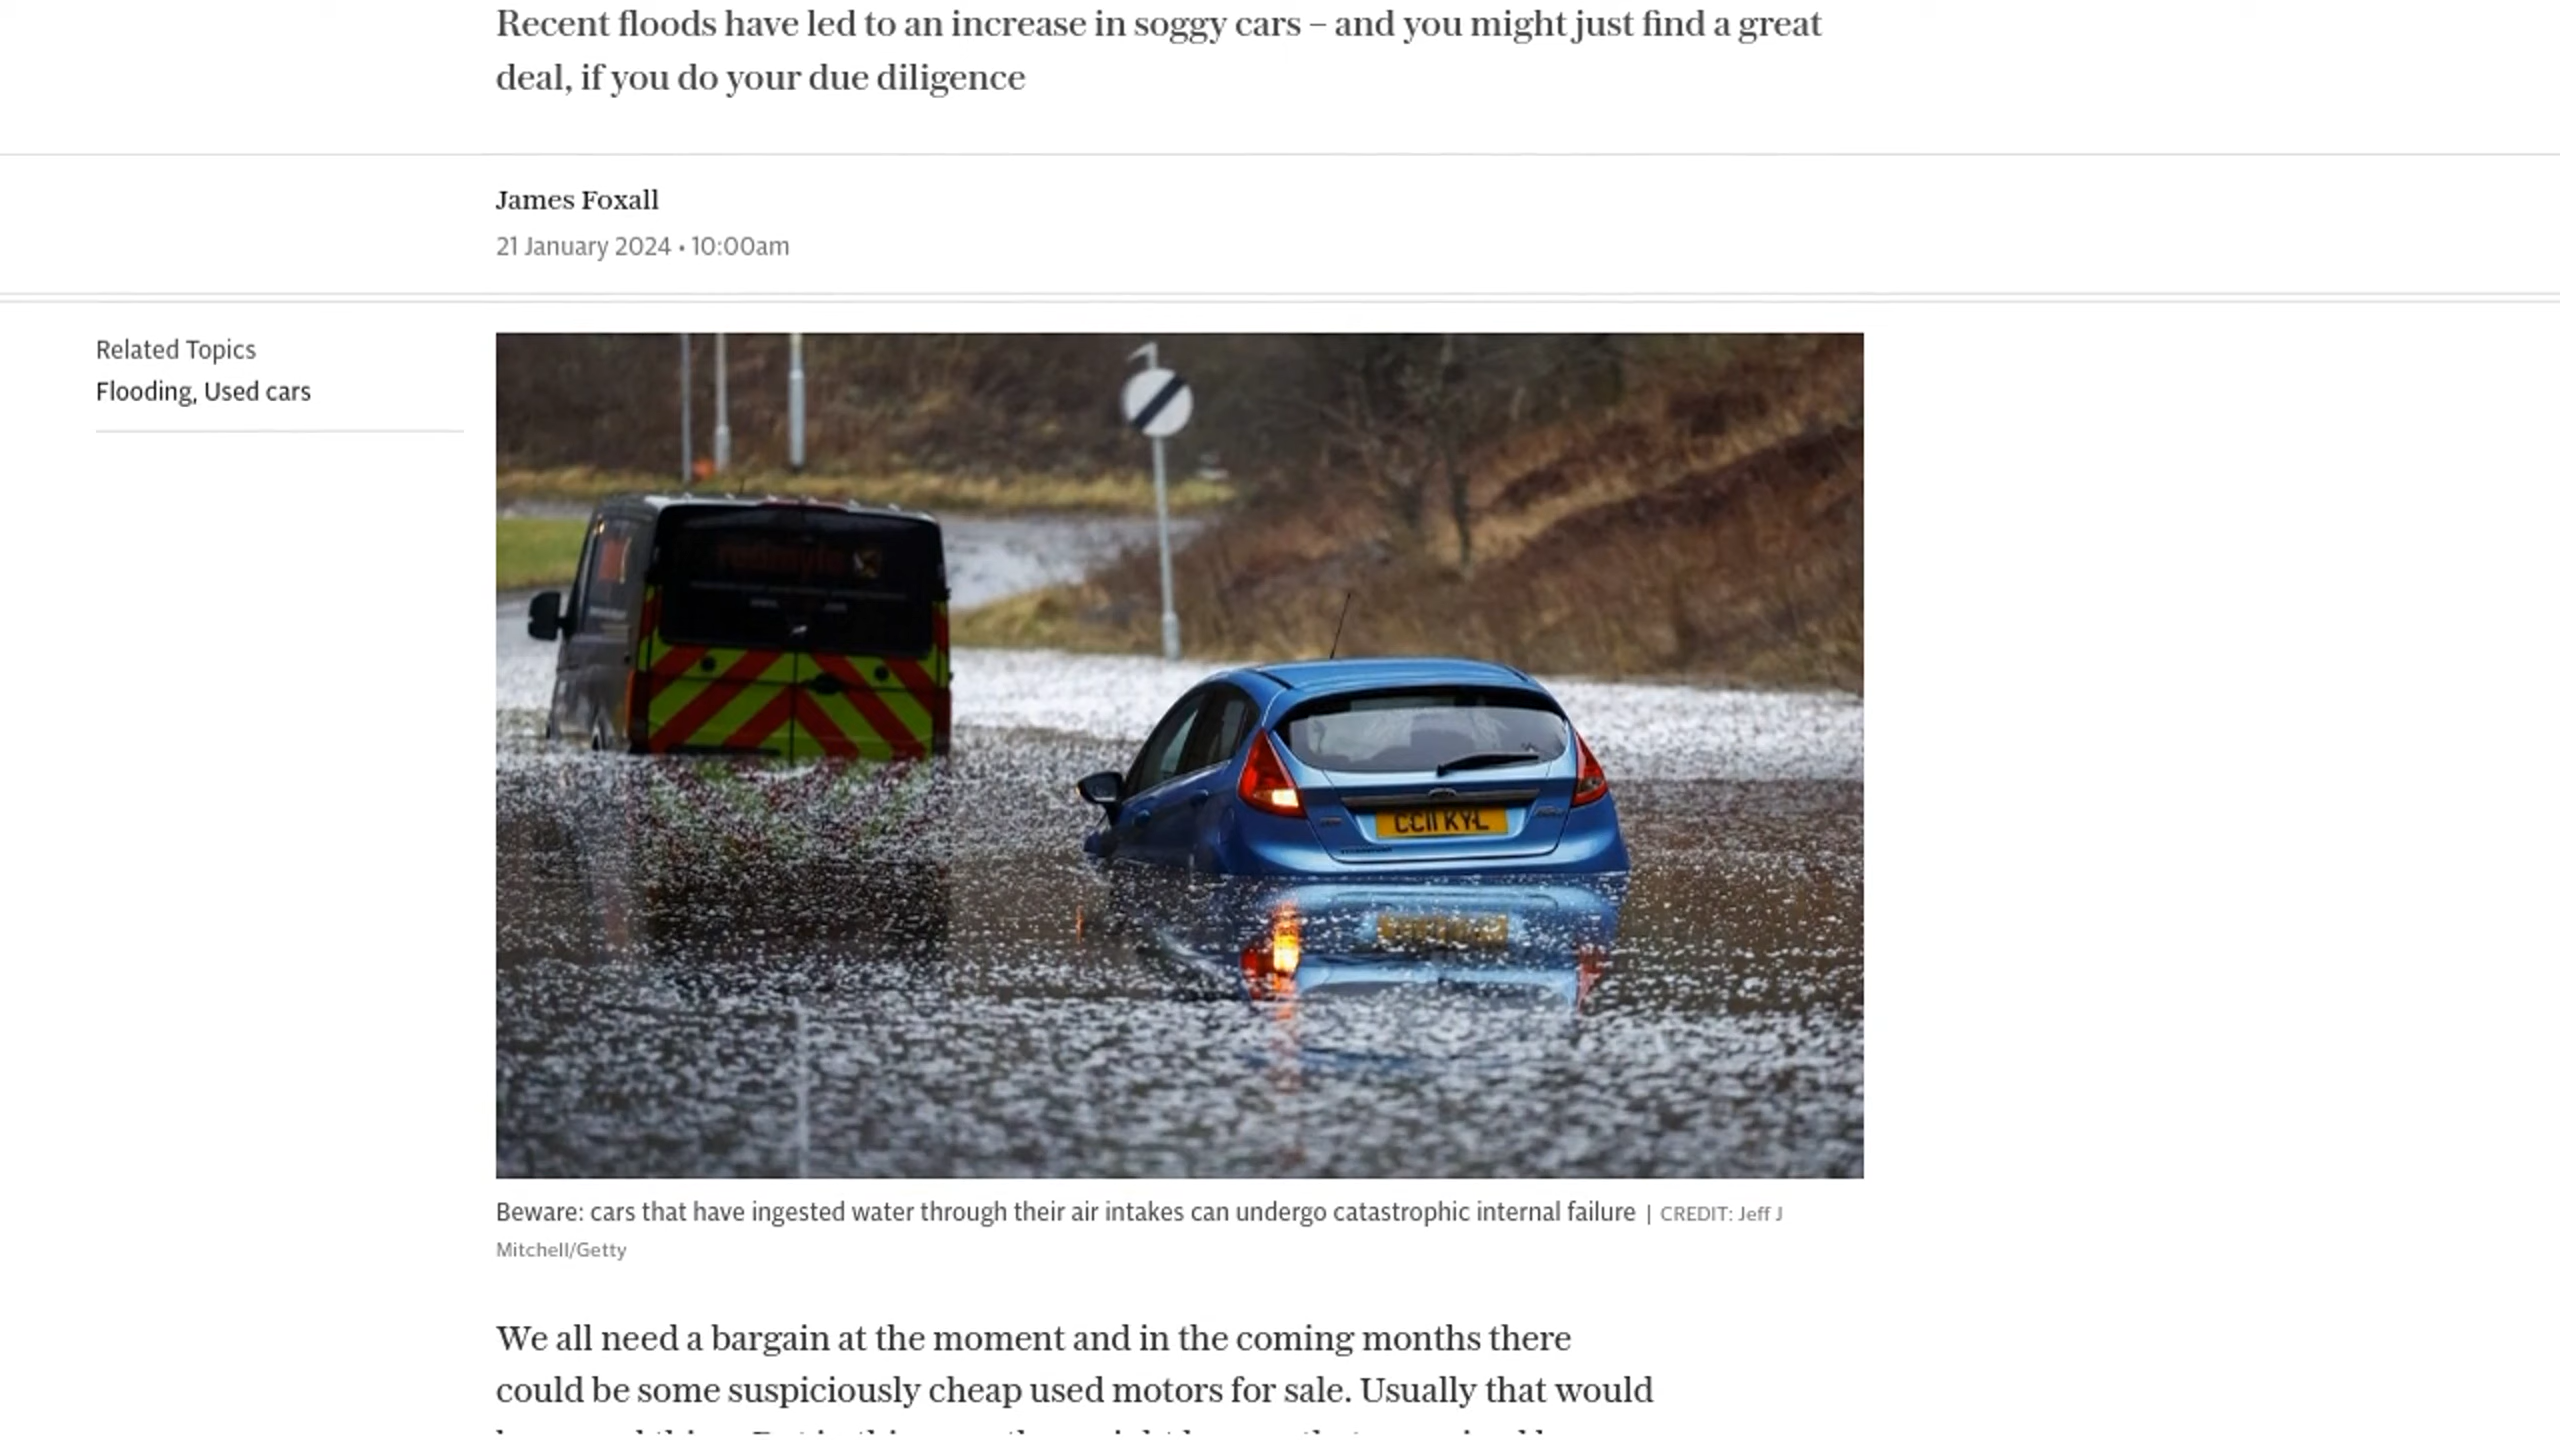 Recent floods have led to an increase in soggy cars – and you might just find a great
deal, if you do your due diligence
James Foxall
21 January 2024 • 10:00am
Related Topics
Flooding, Used cars
CC11 KYL
Beware: cars that have ingested water through their air intakes can undergo catastrophic internal failure | CREDIT: Jeff J
Mitchell/Getty
We all need a bargain at the moment and in the coming months there
could be some suspiciously cheap used motors for sale. Usually that would